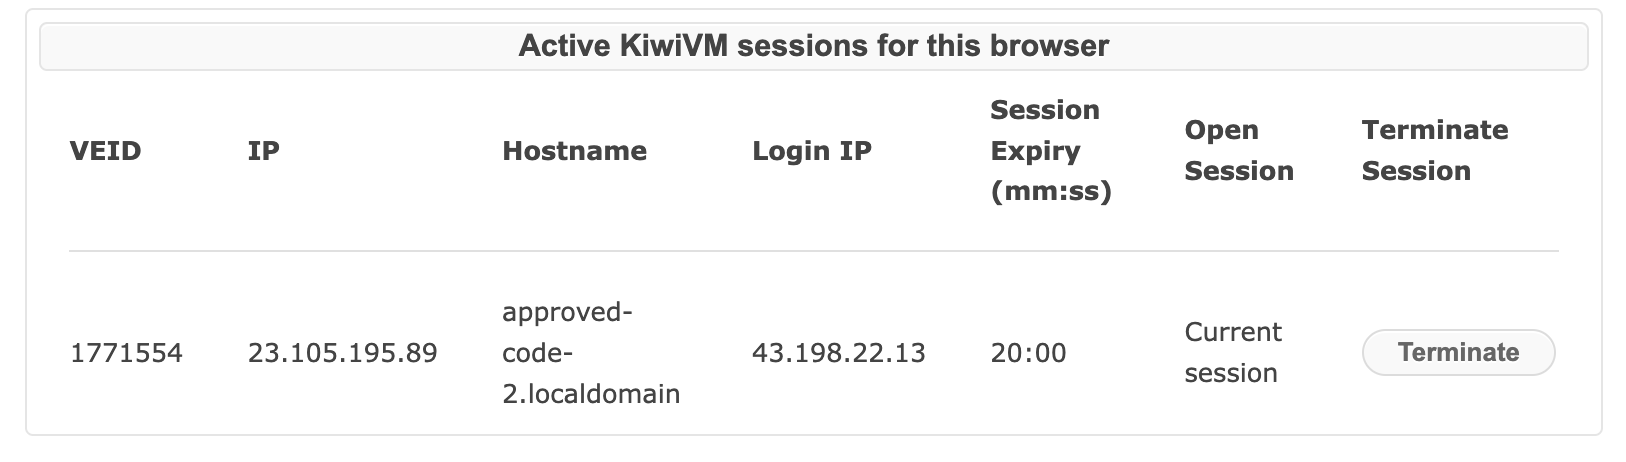 Active KiwiVM sessions for this browser
VEID
IP
Hostname
Login IP
Session
Expiry
(mm:ss)
Open
Session
Terminate
Session
1771554
23.105.195.89
approved-
code-
2.localdomain
43.198.22.13
20:00
Current
session
Terminate